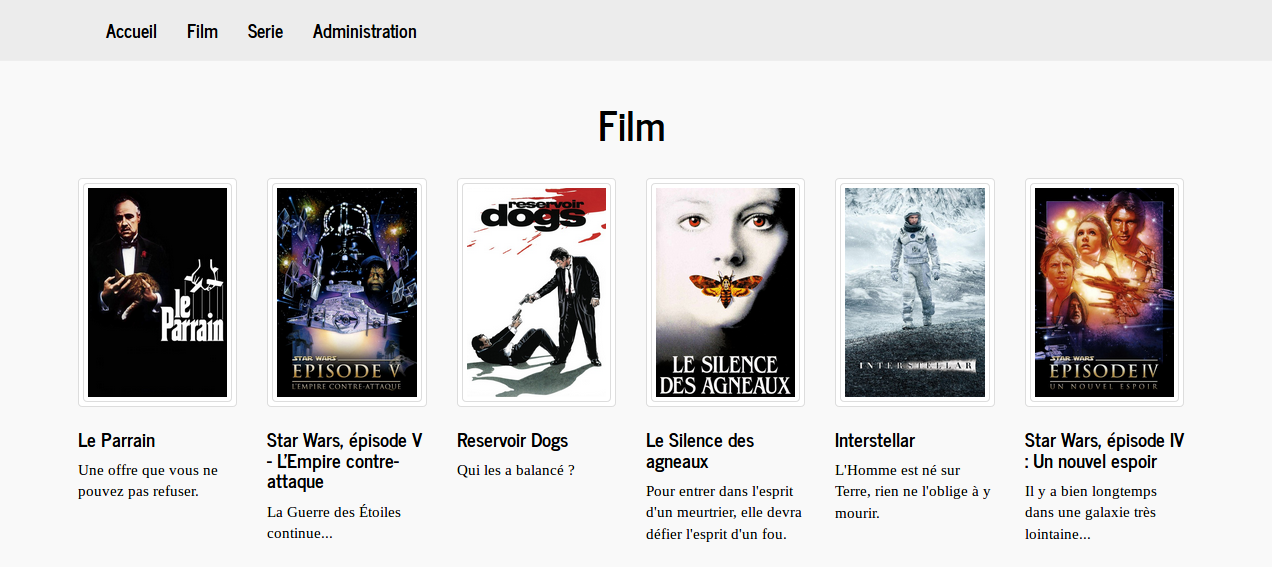 Accueil Film Serie Administration
Film
le
Parrain
STAR WARS
EPISODE V
L'EMPIRE CONTRE-ATTAQUE
reservoir
dogs
LE SILENCE
DES AGNEAUX
INTERSTELLAR
STAR WARS
EPISODE IV
UN NOUVEL ESPOIR
Le Parrain
Une offre que vous ne
pouvez pas refuser.
Star Wars, épisode V
- L'Empire contre-
attaque
La Guerre des Étoiles
continue...
Reservoir Dogs
Qui les a balancé ?
Le Silence des
agneaux
Pour entrer dans l'esprit
d'un meurtrier, elle devra
défier l'esprit d'un fou.
Interstellar
L'Homme est né sur
Terre, rien ne l'oblige à y
mourir.
Star Wars, épisode IV
: Un nouvel espoir
Il y a bien longtemps
dans une galaxie très
lointaine...